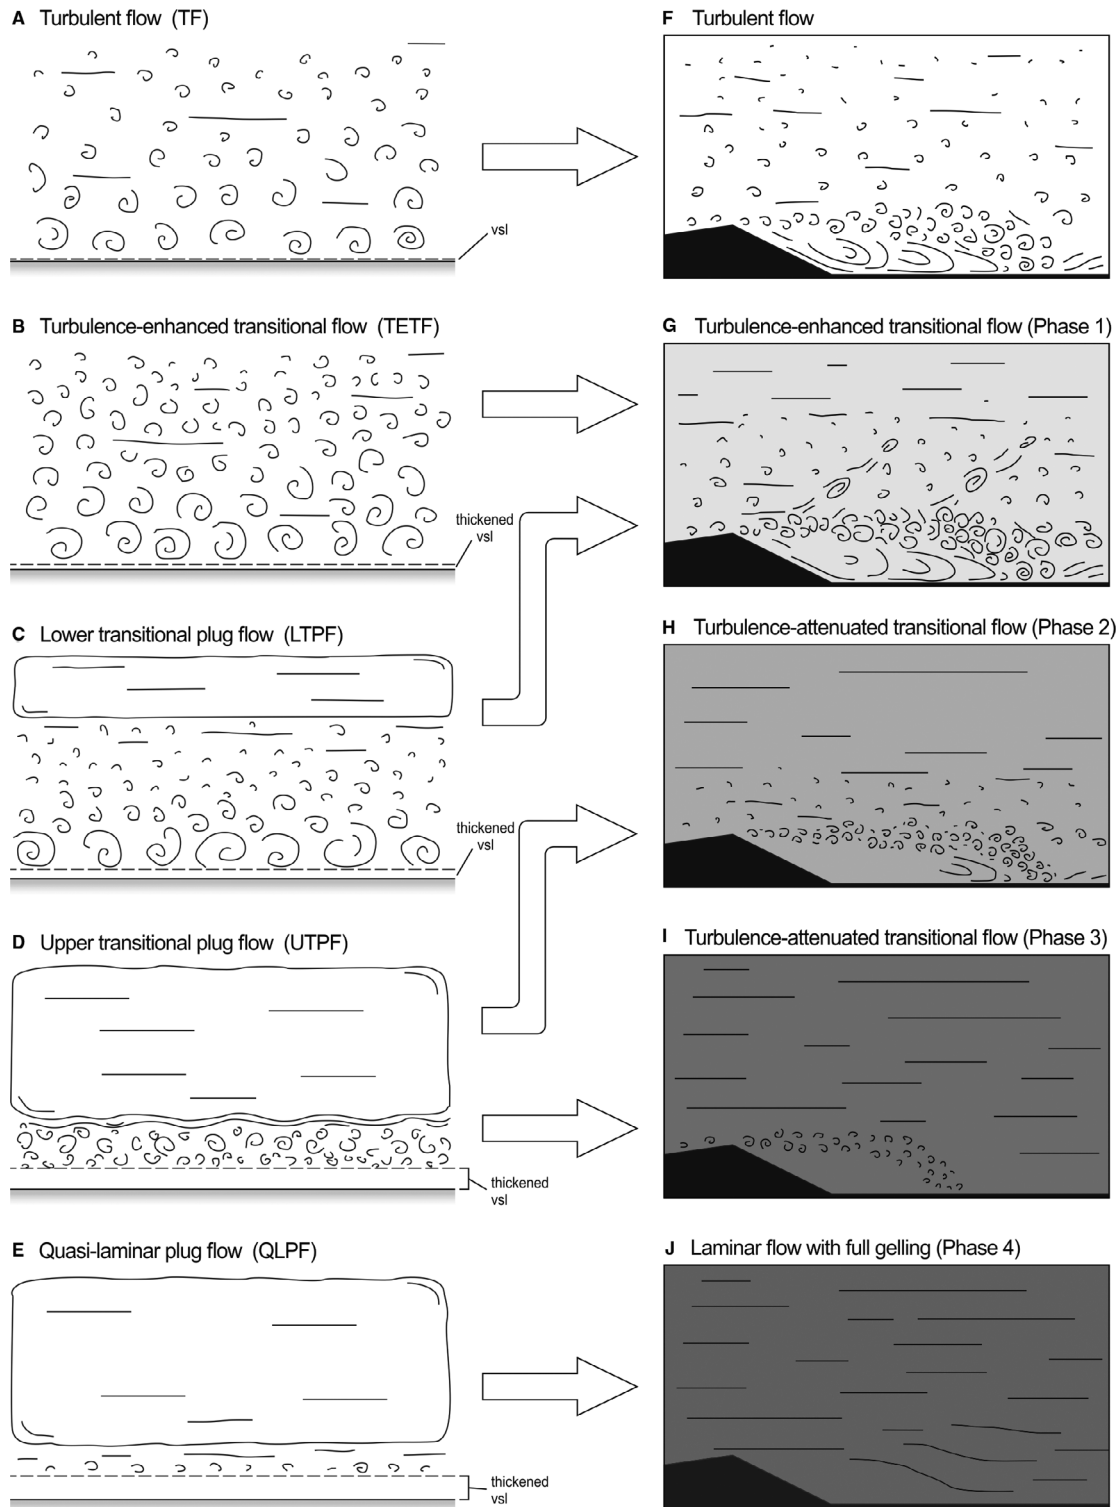 A Turbulent flow (TF)
vsl
B Turbulence-enhanced transitional flow (TETF)
thickened
vsl
C Lower transitional plug flow (LTPF)
thickened
vsl
D Upper transitional plug flow (UTPF)
thickened
vsl
E Quasi-laminar plug flow (QLPF)
thickened
vsl
F Turbulent flow
G Turbulence-enhanced transitional flow (Phase 1)
H Turbulence-attenuated transitional flow (Phase 2)
I Turbulence-attenuated transitional flow (Phase 3)
J Laminar flow with full gelling (Phase 4)